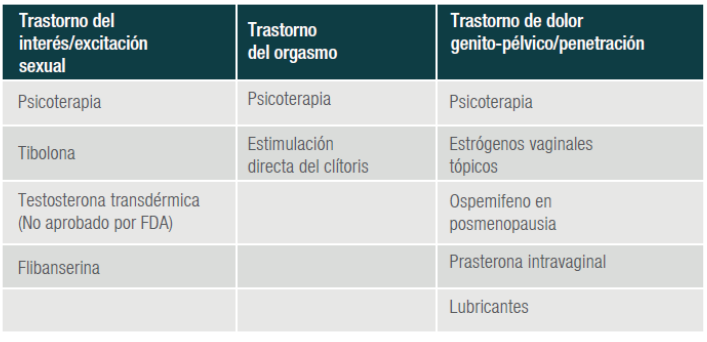 Trastorno del
interés/excitación
sexual
Trastorno
del orgasmo
Trastorno de dolor
genito-pélvico/penetración
Psicoterapia
Psicoterapia
Psicoterapia
Tibolona
Estimulación
directa del clítoris
Estrógenos vaginales
tópicos
Testosterona transdérmica
(No aprobado por FDA)
Ospemifeno en
posmenopausia
Flibanserina
Prasterona intravaginal
Lubricantes